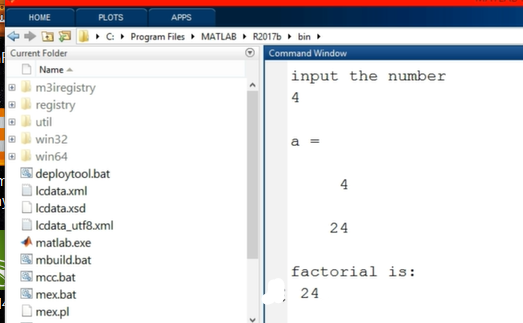 HOME PLOTS APPS
C: Program Files MATLAB R2017b bin
Current Folder
Name
m3iregistry
registry
util
win32
win64
deploytool.bat
lcdata.xml
lcdata.xsd
lcdata_utf8.xml
matlab.exe
mbuild.bat
mcc.bat
mex.bat
mex.pl
Command Window
input the number
4
a =
4
24
factorial is:
24